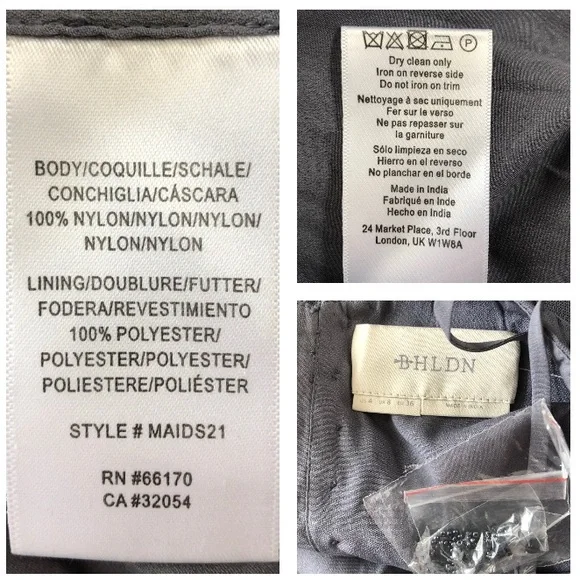 BODY/COQUILLE/SCHALE/
CONCHIGLIA/CÁSCARA
100% NYLON/NYLON/NYLON/
NYLON/NYLON
LINING/DOUBLURE/FUTTER/
FODERA/REVESTIMIENTO
100% POLYESTER/
POLYESTER/POLYESTER/
POLIESTERE/POLIÉSTER
STYLE # MAIDS21
RN #66170
CA #32054
P
Dry clean only
Iron on reverse side
Do not iron on trim
Nettoyage à sec uniquement
Fer sur le verso
Ne pas repasser sur
la garniture
Sólo limpieza en seco
Hierro en el reverso
No planchar en el borde
Made in India
Fabriqué en Inde
Hecho en India
24 Market Place, 3rd Floor
London, UK W1W8A
BHLDN